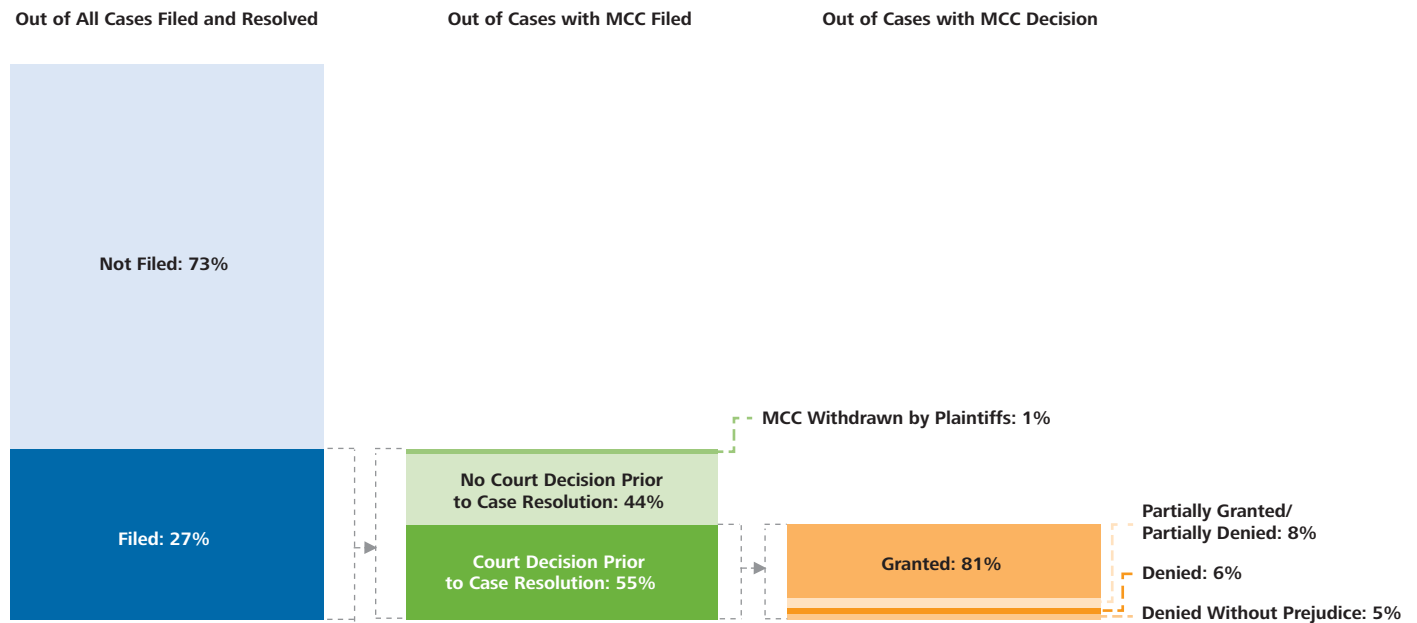 Out of All Cases Filed and Resolved
Out of Cases with MCC Filed
Out of Cases with MCC Decision
Not Filed: 73%
Filed: 27%
MCC Withdrawn by Plaintiffs: 1%
No Court Decision Prior
to Case Resolution: 44%
Court Decision Prior
to Case Resolution: 55%
Granted: 81%
Partially Granted/
Partially Denied: 8%
Denied: 6%
Denied Without Prejudice: 5%